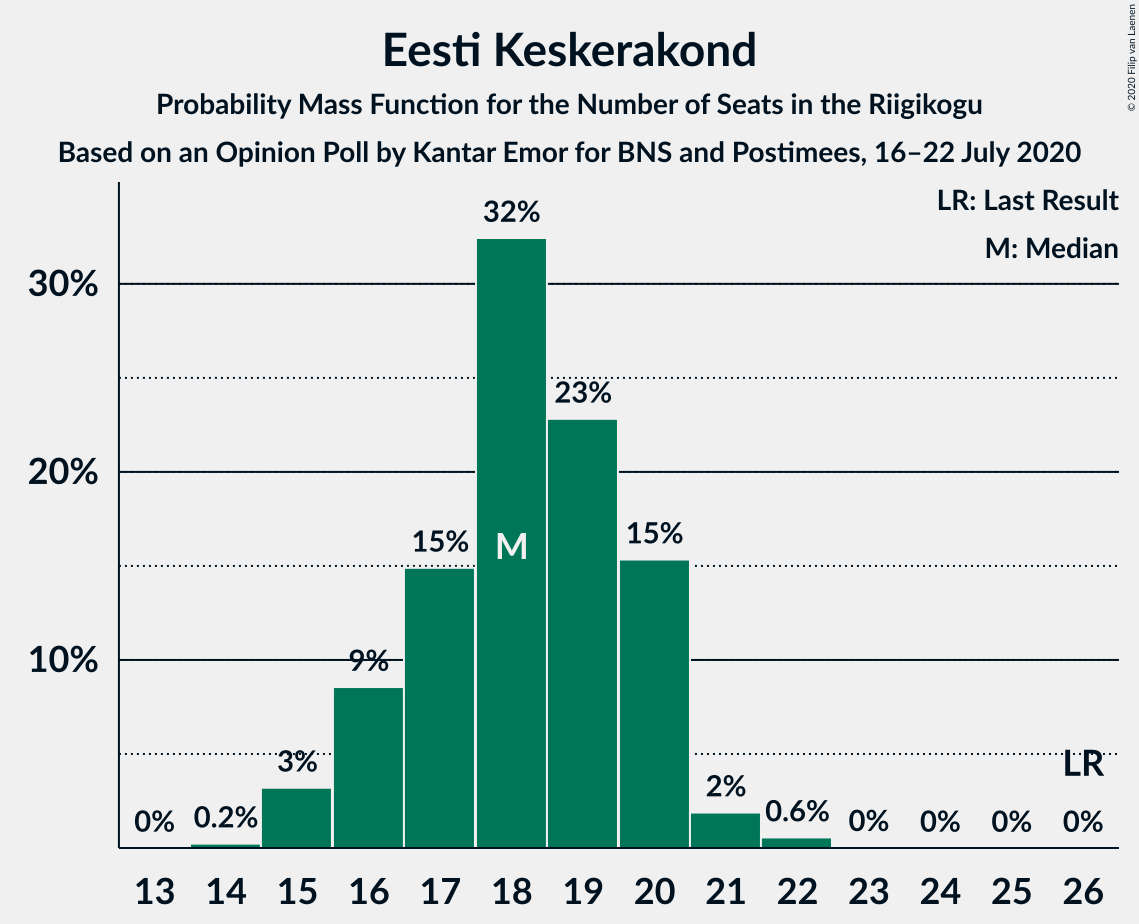 Eesti Keskerakond
Probability Mass Function for the Number of Seats in the Riigikogu
Based on an Opinion Poll by Kantar Emor for BNS and Postimees, 16–22 July 2020
© 2020 Filip van Laenen
LR: Last Result
M: Median
30%
20%
10%
0%
0.2%
3%
9%
15%
32%
M
23%
15%
2%
0.6%
0%
0%
0%
LR
0%
13 14 15 16 17 18 19 20 21 22 23 24 25 26